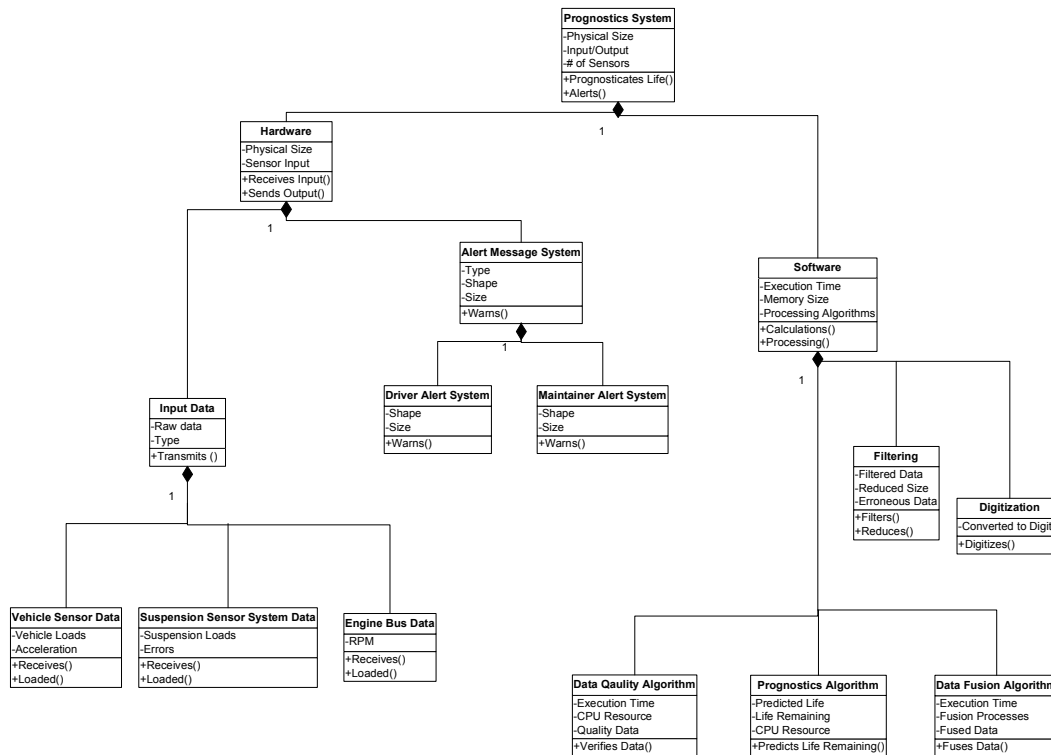 Prognostics System
-Physical Size
-Input/Output
-# of Sensors
+Prognosticates Life()
+Alerts()
1
Hardware
-Physical Size
-Sensor Input
+Receives Input()
+Sends Output()
1
Alert Message System
-Type
-Shape
-Size
+Warns()
1
Software
-Execution Time
-Memory Size
-Processing Algorithms
+Calculations()
+Processing()
1
Driver Alert System
-Shape
-Size
+Warns()
Maintainer Alert System
-Shape
-Size
+Warns()
Input Data
-Raw data
-Type
+Transmits ()
1
Filtering
-Filtered Data
-Reduced Size
-Erroneous Data
+Filters()
+Reduces()
Digitization
-Converted to Digit
+Digitizes()
Vehicle Sensor Data
-Vehicle Loads
-Acceleration
+Receives()
+Loaded()
Suspension Sensor System Data
-Suspension Loads
-Errors
+Receives()
+Loaded()
Engine Bus Data
-RPM
+Receives()
+Loaded()
Data Qaulity Algorithm
-Execution Time
-CPU Resource
-Quality Data
+Verifies Data()
Prognostics Algorithm
-Predicted Life
-Life Remaining
-CPU Resource
+Predicts Life Remaining()
Data Fusion Algorithm
-Execution Time
-Fusion Processes
-Fused Data
+Fuses Data()